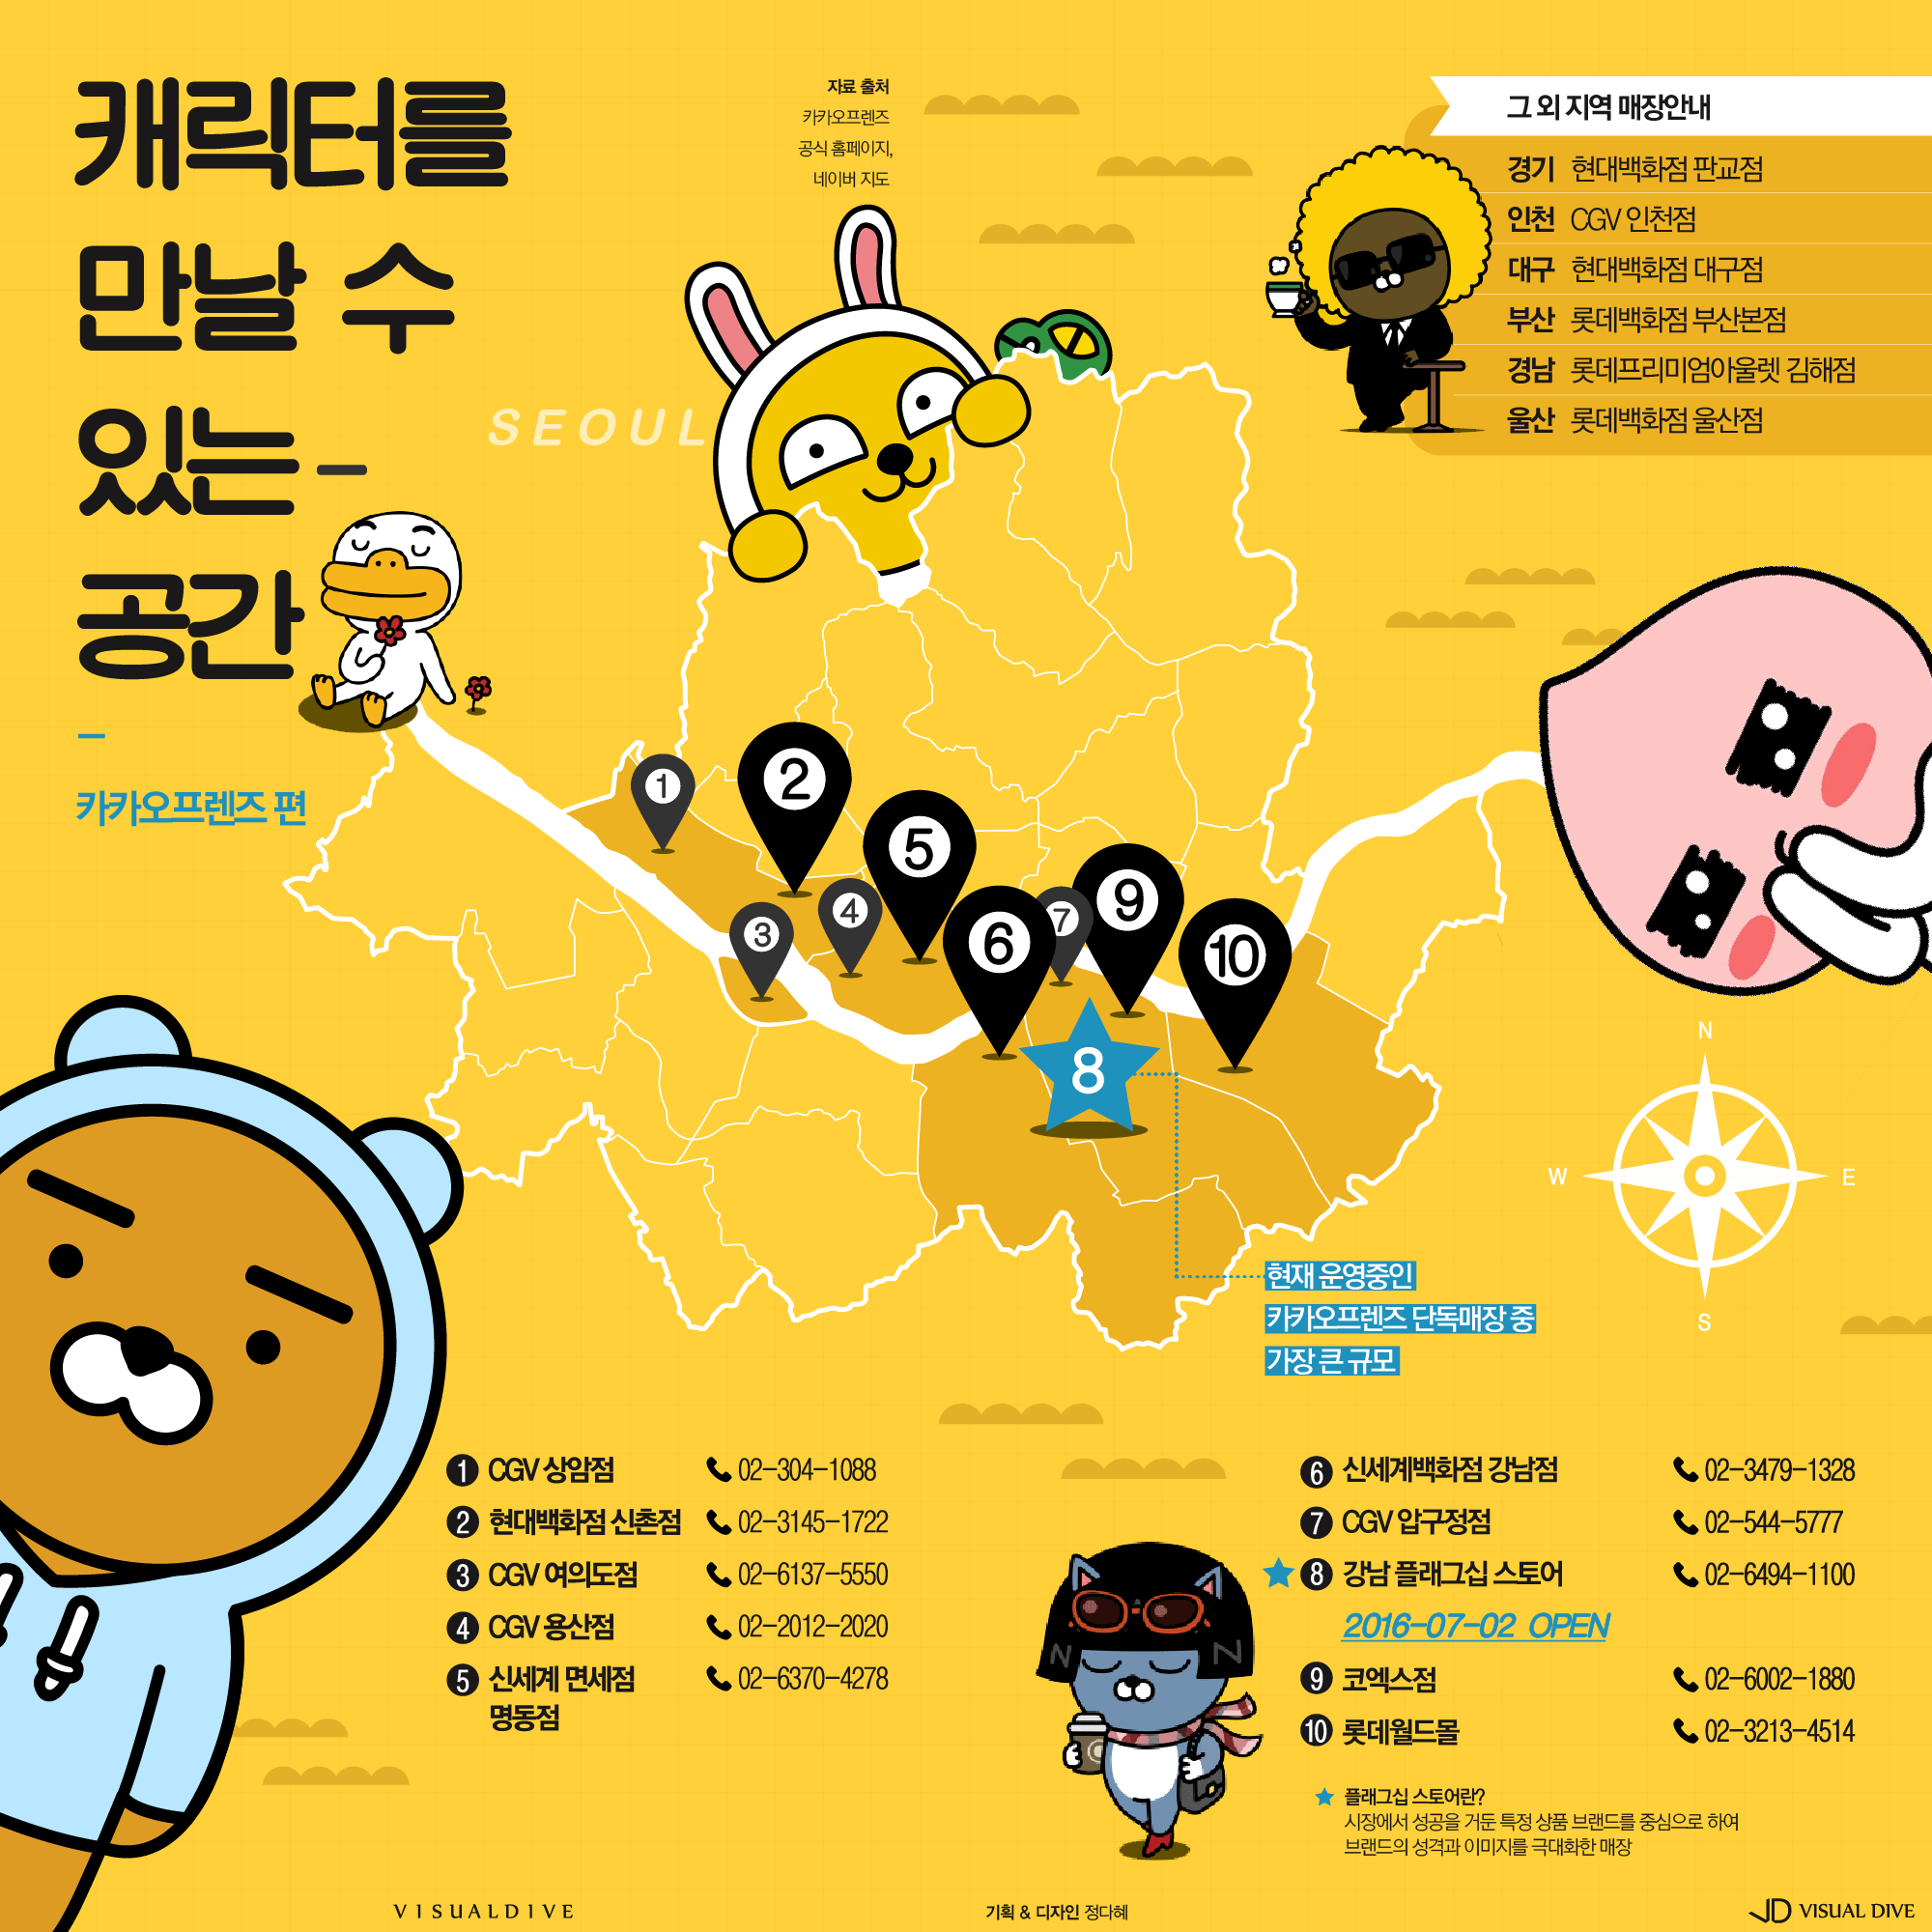 캐릭터를
만날 수
있는 –
공간
–
카카오프렌즈 편
자료 출처
카카오프렌즈
공식 홈페이지,
네이버 지도
그 외 지역 매장안내
경기 현대백화점 판교점
인천 CGV 인천점
대구 현대백화점 대구점
부산 롯데백화점 부산본점
경남 롯데프리미엄아울렛 김해점
울산 롯데백화점 울산점
SEOUL
1
2
3
4
5
6
7
8
9
10
N
W
E
S
현재 운영중인
카카오프렌즈 단독매장 중
가장 큰 규모
1 CGV 상암점 02-304-1088
2 현대백화점 신촌점 02-3145-1722
3 CGV 여의도점 02-6137-5550
4 CGV 용산점 02-2012-2020
5 신세계 면세점 02-6370-4278
명동점
6 신세계백화점 강남점 02-3479-1328
7 CGV 압구정점 02-544-5777
★ 8 강남 플래그십 스토어 02-6494-1100
2016-07-02 OPEN
9 코엑스점 02-6002-1880
10 롯데월드몰 02-3213-4514
N N
★ 플래그십 스토어란?
시장에서 성공을 거둔 특정 상품 브랜드를 중심으로 하여
브랜드의 성격과 이미지를 극대화한 매장
VISUALDIVE
기획 & 디자인 정다혜
VD VISUAL DIVE